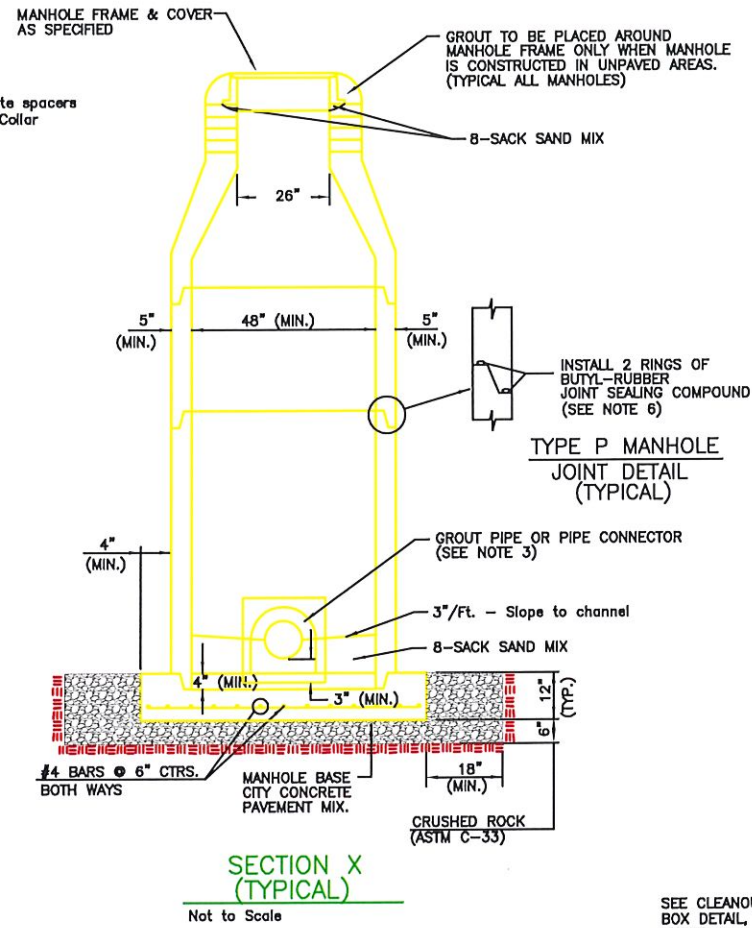 MANHOLE FRAME & COVER
AS SPECIFIED
GROUT TO BE PLACED AROUND
MANHOLE FRAME ONLY WHEN MANHOLE
IS CONSTRUCTED IN UNPAVED AREAS.
(TYPICAL ALL MANHOLES)
te spacers
Collar
8-SACK SAND MIX
26"
5"
(MIN.)
48" (MIN.)
5"
(MIN.)
INSTALL 2 RINGS OF
BUTYL-RUBBER
JOINT SEALING COMPOUND
(SEE NOTE 6)
TYPE P MANHOLE
JOINT DETAIL
(TYPICAL)
4"
(MIN.)
GROUT PIPE OR PIPE CONNECTOR
(SEE NOTE 3)
3"/Ft. - Slope to channel
8-SACK SAND MIX
4" (MIN.)
3" (MIN.)
12"
(TYP.)
6"
#4 BARS @ 6" CTRS.
BOTH WAYS
MANHOLE BASE
CITY CONCRETE
PAVEMENT MIX.
18"
(MIN.)
CRUSHED ROCK
(ASTM C-33)
SECTION X
(TYPICAL)
Not to Scale
SEE CLEANOU
BOX DETAIL,